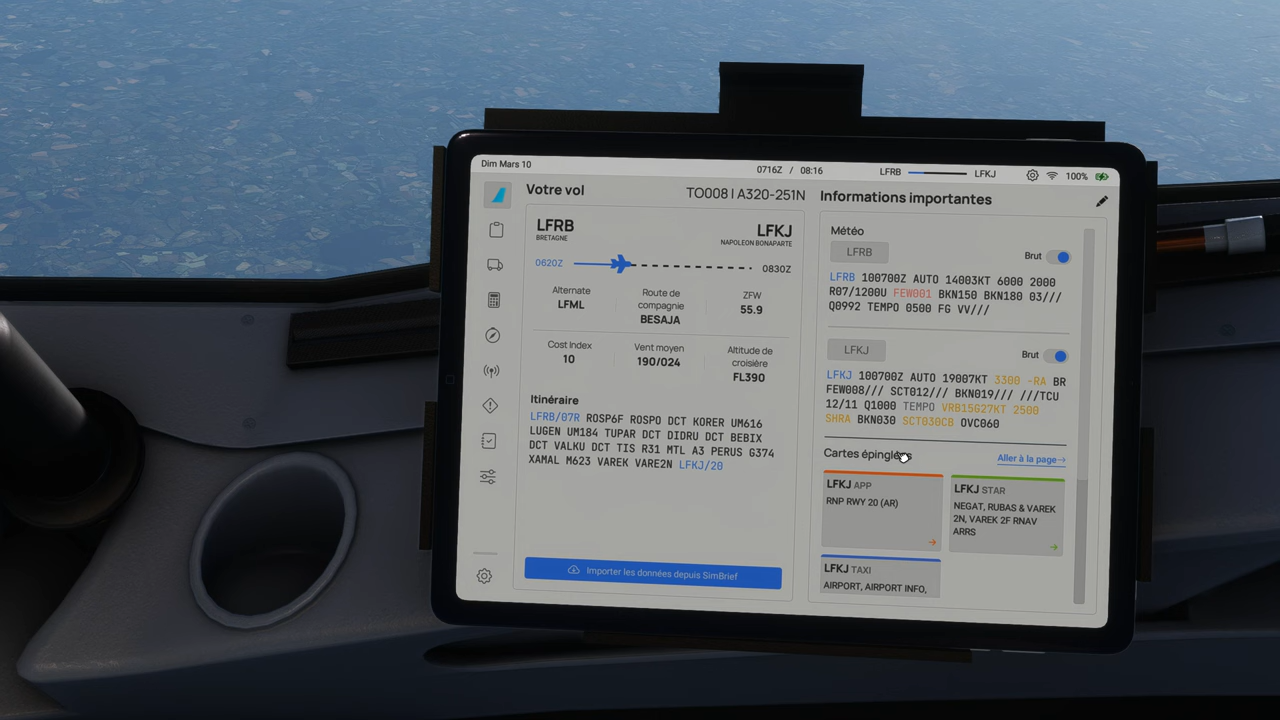 Dim Mars 10
0716Z / 08:16
LFRB LFKJ
100%
Votre vol
TO008 | A320-251N
LFRB
BRETAGNE
LFKJ
NAPOLEON BONAPARTE
0620Z
0830Z
Alternate
LFML
Route de
compagnie
BESAJA
ZFW
55.9
Cost Index
10
Vent moyen
190/024
Altitude de
croisière
FL390
Itinéraire
LFRB/07R ROSP6F ROSPO DCT KORER UM616
LUGEN UM184 TUPAR DCT DIDRU DCT BEBIX
DCT VALKU DCT TIS R31 MTL A3 PERUS G374
XAMAL M623 VAREK VARE2N LFKJ/20
Importer les données depuis SimBrief
Informations importantes
Météo
LFRB
Brut
LFRB 100700Z AUTO 14003KT 6000 2000
R07/1200U FEW001 BKN150 BKN180 03///
Q0992 TEMPO 0500 FG VV///
LFKJ
Brut
LFKJ 100700Z AUTO 19007KT 3300 -RA BR
FEW008/// SCT012/// BKN019/// ///TCU
12/11 Q1000 TEMPO VRB15G27KT 2500
SHRA BKN030 SCT030CB OVC060
Cartes épinglées
Aller à la page
LFKJ APP
RNP RWY 20 (AR)
LFKJ STAR
NEGAT, RUBAS & VAREK
2N, VAREK 2F RNAV
ARRS
LFKJ TAXI
AIRPORT, AIRPORT INFO,